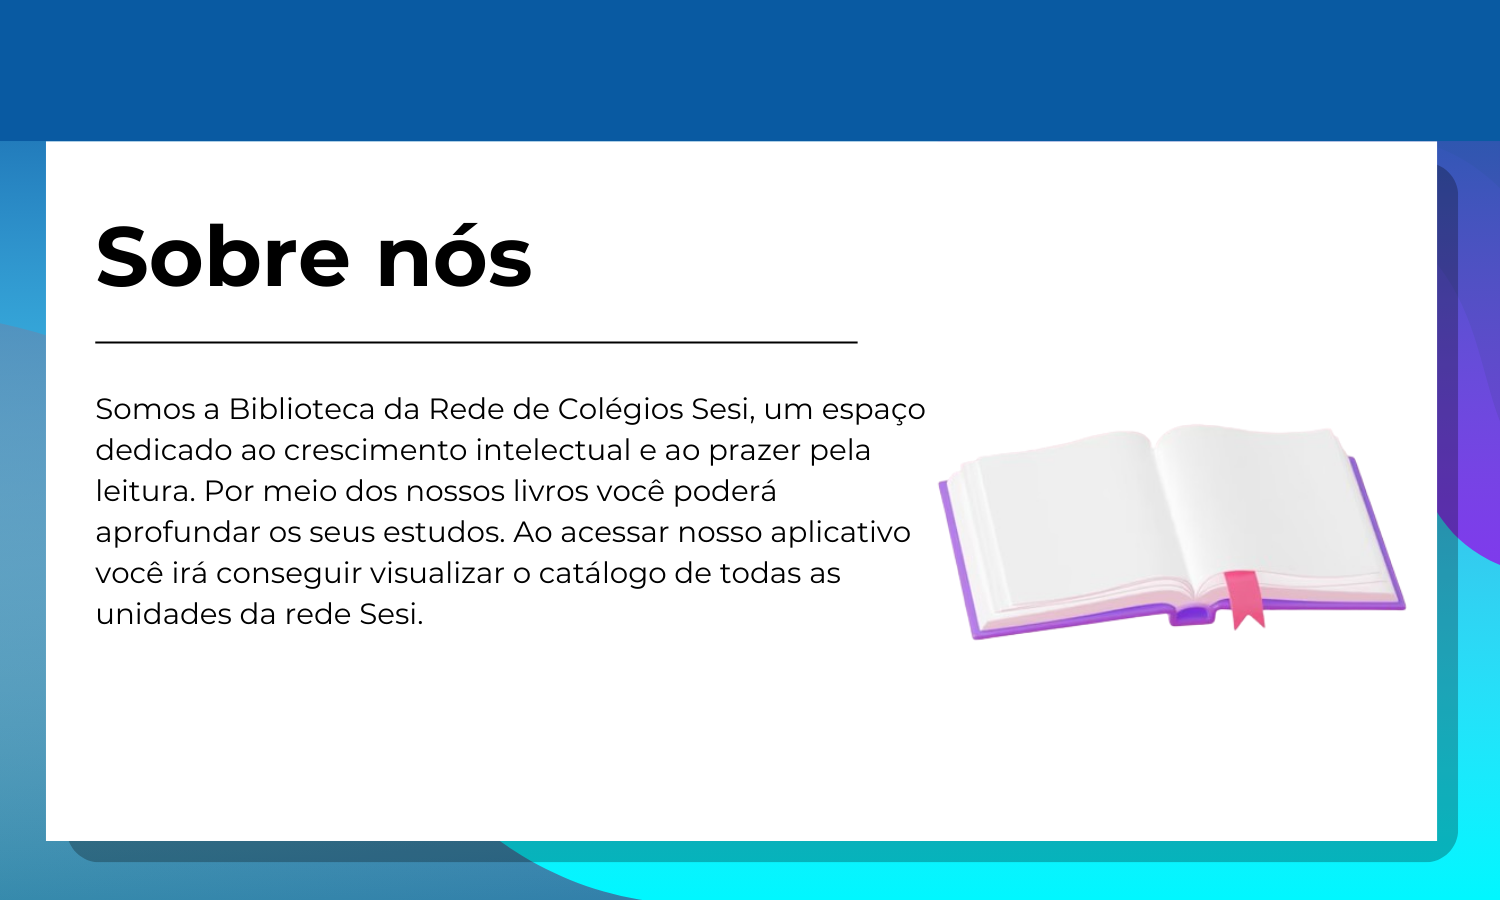 Sobre nós
Somos a Biblioteca da Rede de Colégios Sesi, um espaço
dedicado ao crescimento intelectual e ao prazer pela
leitura. Por meio dos nossos livros você poderá
aprofundar os seus estudos. Ao acessar nosso aplicativo
você irá conseguir visualizar o catálogo de todas as
unidades da rede Sesi.